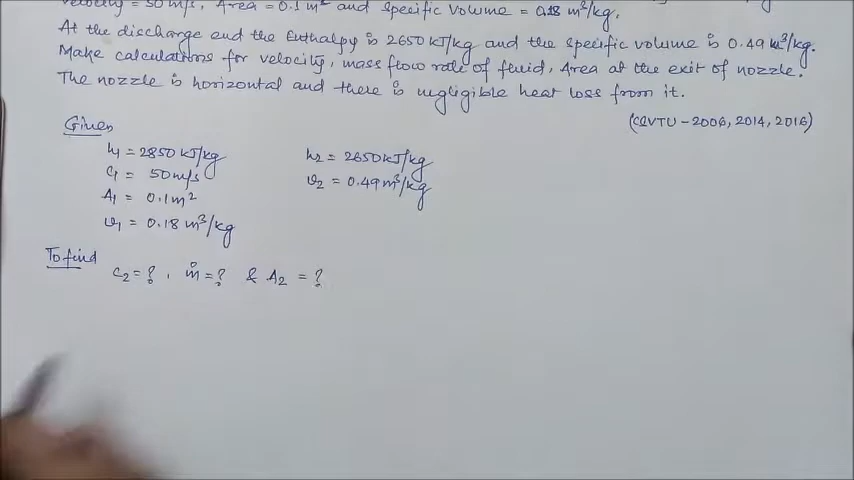 velocity = 50 m/s, Area = 0.1 m² and specific volume = 0.18 m³/kg.
At the discharge end the Enthalpy is 2650 kJ/kg and the specific volume is 0.49 m³/kg.
Make calculations for velocity, mass flow rate of fluid, Area at the exit of nozzle.
The nozzle is horizontal and there is negligible heat loss from it.
(CSVTU - 2006, 2014, 2016)
Given
h₁ = 2850 kJ/kg h₂ = 2650 kJ/kg
C₁ = 50 m/s v₂ = 0.49 m³/kg
A₁ = 0.1 m²
v₁ = 0.18 m³/kg
To find
C₂ = ?, ṁ = ? & A₂ = ?